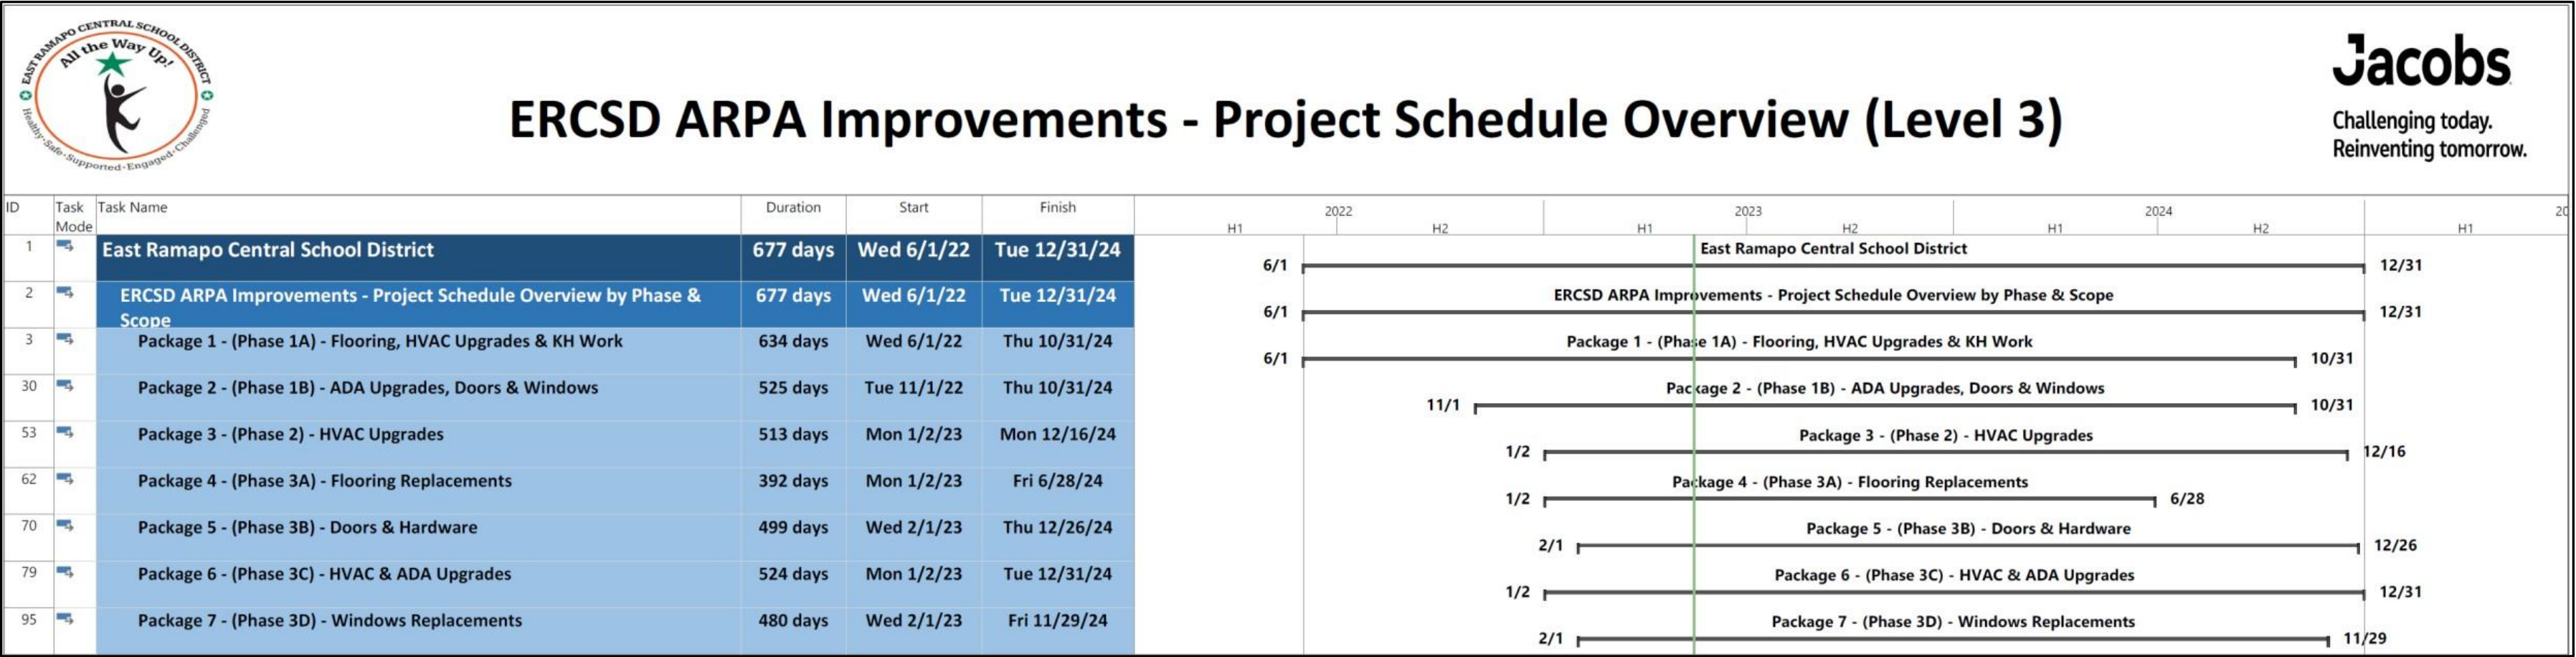 EAST RAMAPO CENTRAL SCHOOL DISTRICT
All the Way Up!
Healthy·Safe·Supported·Engaged·Challenged
Jacobs
Challenging today.
Reinventing tomorrow.
ERCSD ARPA Improvements - Project Schedule Overview (Level 3)
ID Task Mode Task Name Duration Start Finish
2022 2023 2024 20
H1 H2 H1 H2 H1 H2 H1
1 East Ramapo Central School District 677 days Wed 6/1/22 Tue 12/31/24
East Ramapo Central School District
6/1 12/31
2 ERCSD ARPA Improvements - Project Schedule Overview by Phase & 677 days Wed 6/1/22 Tue 12/31/24
Scope
ERCSD ARPA Improvements - Project Schedule Overview by Phase & Scope
6/1 12/31
3 Package 1 - (Phase 1A) - Flooring, HVAC Upgrades & KH Work 634 days Wed 6/1/22 Thu 10/31/24
Package 1 - (Phase 1A) - Flooring, HVAC Upgrades & KH Work
6/1 10/31
30 Package 2 - (Phase 1B) - ADA Upgrades, Doors & Windows 525 days Tue 11/1/22 Thu 10/31/24
Package 2 - (Phase 1B) - ADA Upgrades, Doors & Windows
11/1 10/31
53 Package 3 - (Phase 2) - HVAC Upgrades 513 days Mon 1/2/23 Mon 12/16/24
Package 3 - (Phase 2) - HVAC Upgrades
1/2 12/16
62 Package 4 - (Phase 3A) - Flooring Replacements 392 days Mon 1/2/23 Fri 6/28/24
Package 4 - (Phase 3A) - Flooring Replacements
1/2 6/28
70 Package 5 - (Phase 3B) - Doors & Hardware 499 days Wed 2/1/23 Thu 12/26/24
Package 5 - (Phase 3B) - Doors & Hardware
2/1 12/26
79 Package 6 - (Phase 3C) - HVAC & ADA Upgrades 524 days Mon 1/2/23 Tue 12/31/24
Package 6 - (Phase 3C) - HVAC & ADA Upgrades
1/2 12/31
95 Package 7 - (Phase 3D) - Windows Replacements 480 days Wed 2/1/23 Fri 11/29/24
Package 7 - (Phase 3D) - Windows Replacements
2/1 11/29